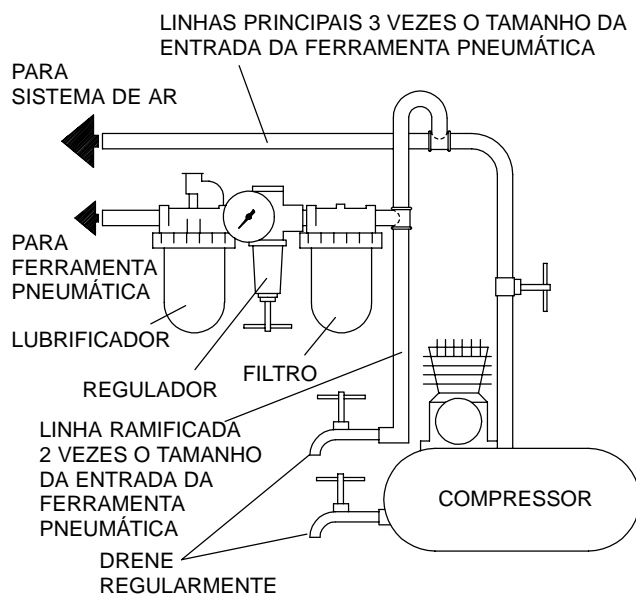 LINHAS PRINCIPAIS 3 VEZES O TAMANHO DA
ENTRADA DA FERRAMENTA PNEUMÁTICA
PARA
SISTEMA DE AR
PARA
FERRAMENTA
PNEUMÁTICA
LUBRIFICADOR
REGULADOR
FILTRO
LINHA RAMIFICADA
2 VEZES O TAMANHO
DA ENTRADA DA
FERRAMENTA
PNEUMÁTICA
COMPRESSOR
DRENE
REGULARMENTE